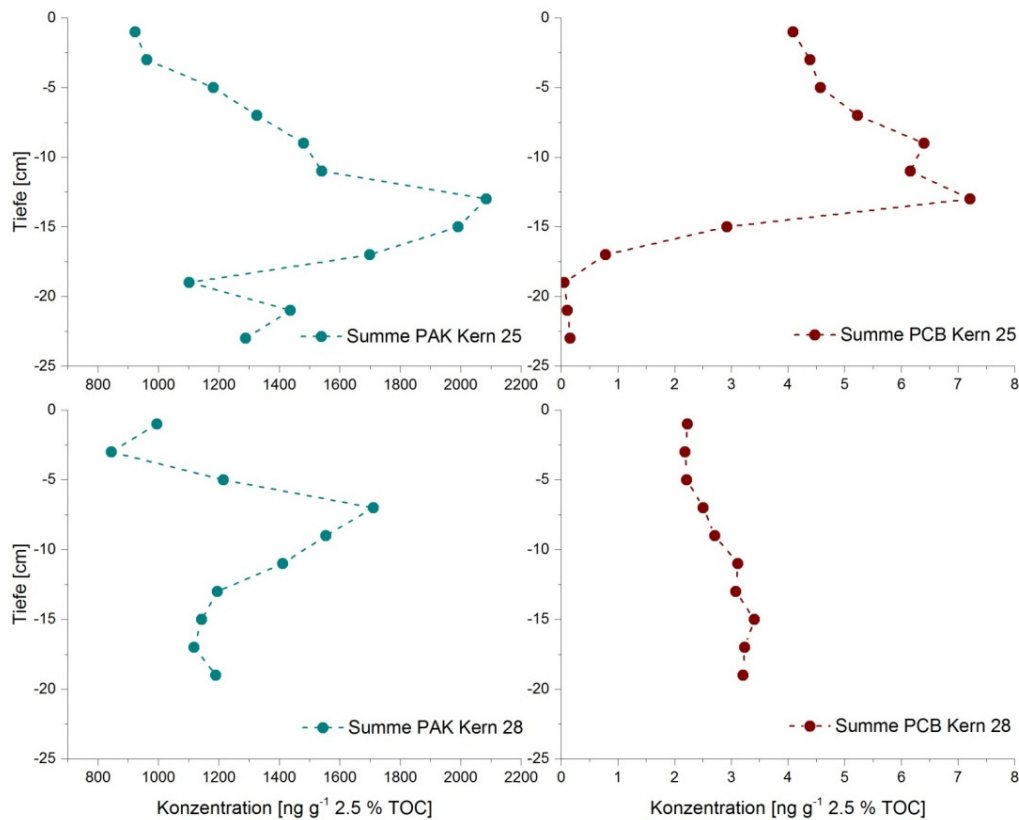 0
-5
-10
-15
-20
-25
Tiefe [cm]
800 1000 1200 1400 1600 1800 2000 2200
Summe PAK Kern 25
0
-5
-10
-15
-20
-25
0 1 2 3 4 5 6 7 8
Summe PCB Kern 25
0
-5
-10
-15
-20
-25
Tiefe [cm]
800 1000 1200 1400 1600 1800 2000 2200
Summe PAK Kern 28
Konzentration [ng g⁻¹ 2.5 % TOC]
0
-5
-10
-15
-20
-25
0 1 2 3 4 5 6 7 8
Summe PCB Kern 28
Konzentration [ng g⁻¹ 2.5 % TOC]